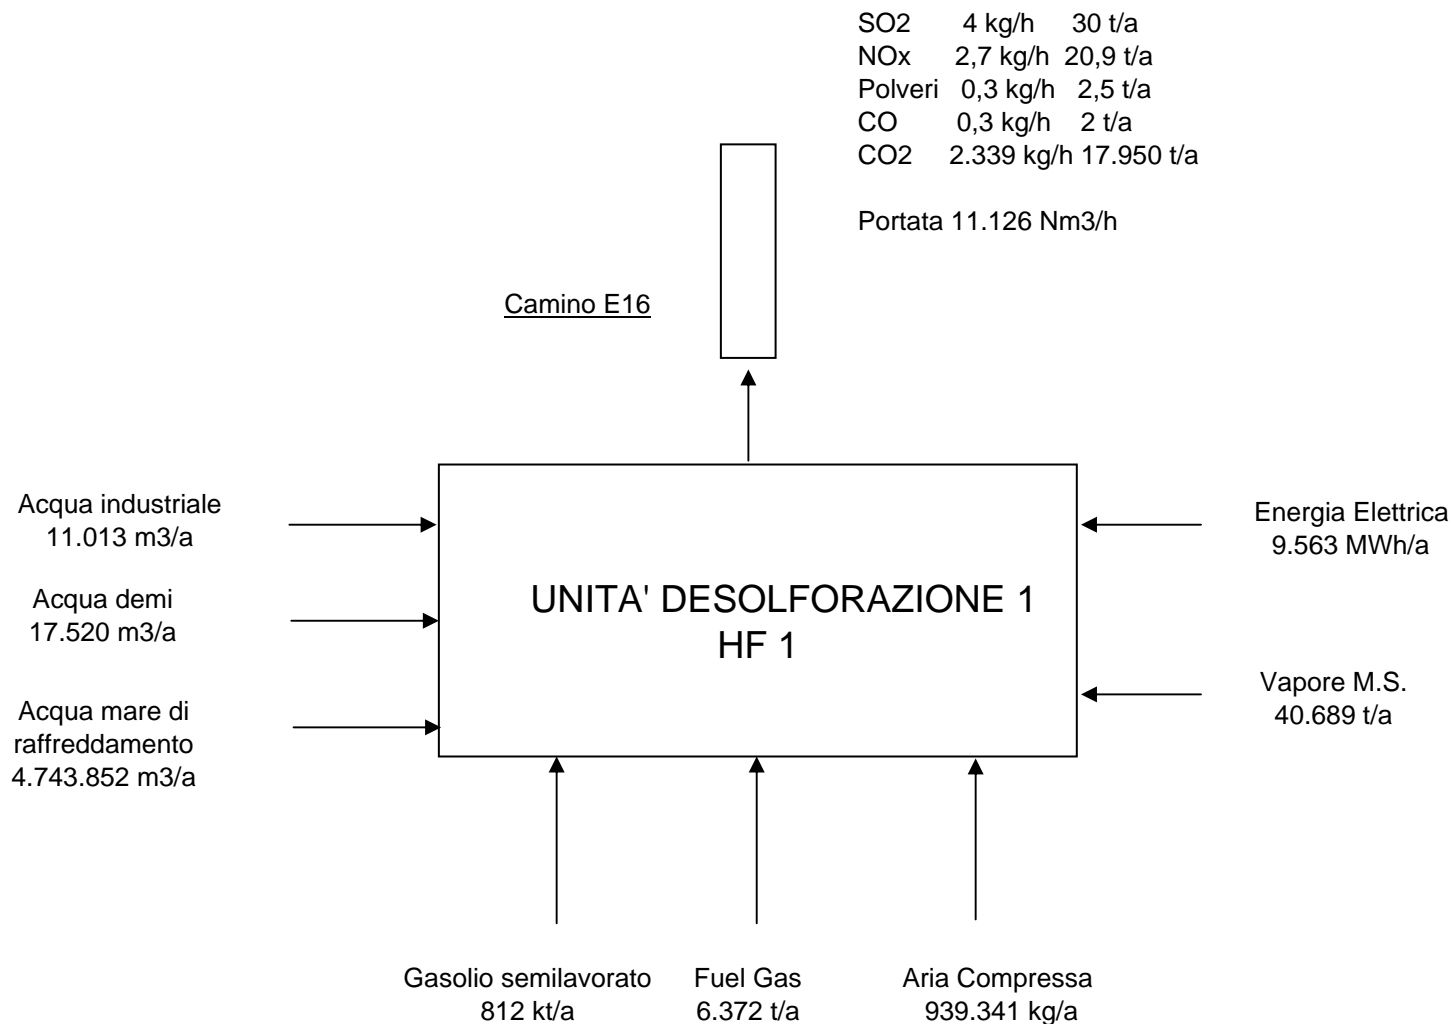 SO2 4 kg/h 30 t/a
NOx 2,7 kg/h 20,9 t/a
Polveri 0,3 kg/h 2,5 t/a
CO 0,3 kg/h 2 t/a
CO2 2.339 kg/h 17.950 t/a
Portata 11.126 Nm3/h
Camino E16
Acqua industriale
11.013 m3/a
Acqua demi
17.520 m3/a
Acqua mare di
raffreddamento
4.743.852 m3/a
UNITA' DESOLFORAZIONE 1
HF 1
Energia Elettrica
9.563 MWh/a
Vapore M.S.
40.689 t/a
Gasolio semilavorato
812 kt/a
Fuel Gas
6.372 t/a
Aria Compressa
939.341 kg/a